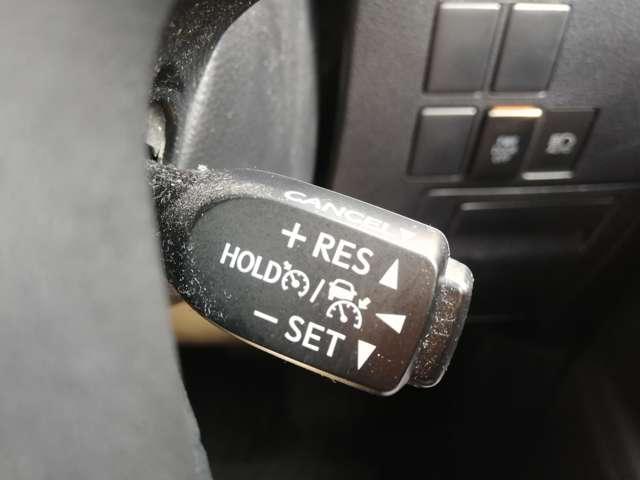 CANCEL
+ RES
HOLD /
− SET